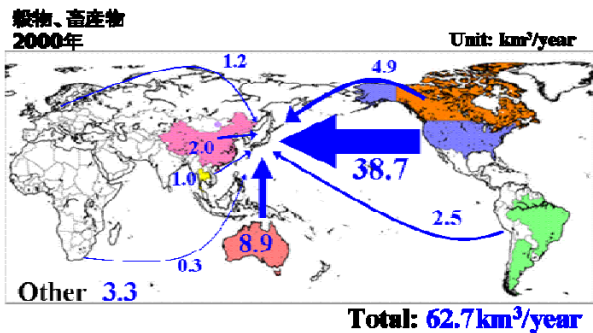 穀物、畜産物
2000年
Unit: km³/year
1.2
4.9
2.0
38.7
1.0
2.5
8.9
0.3
Other 3.3
Total: 62.7km³/year